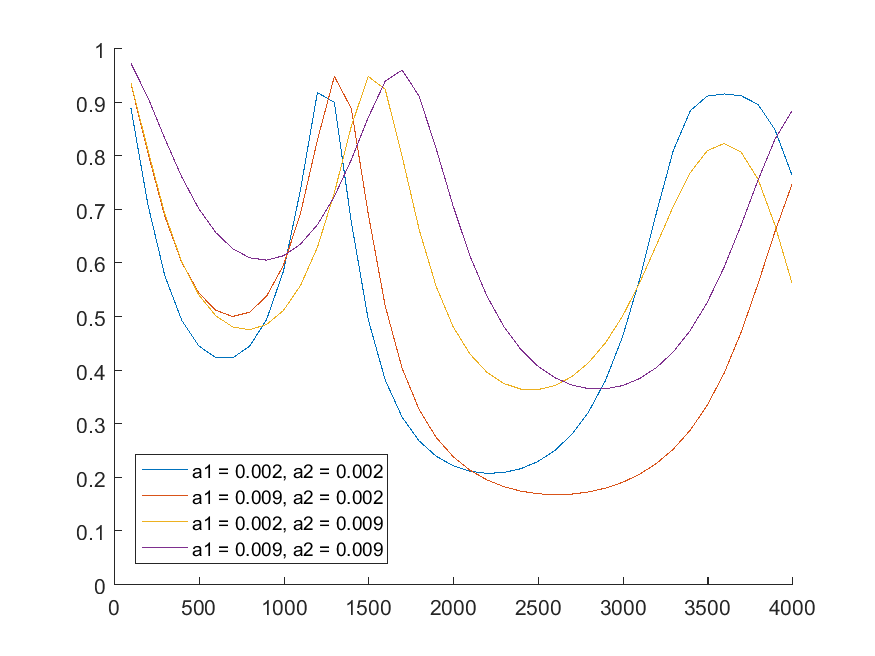 1
0.9
0.8
0.7
0.6
0.5
0.4
0.3
0.2
0.1
0
a1 = 0.002, a2 = 0.002
a1 = 0.009, a2 = 0.002
a1 = 0.002, a2 = 0.009
a1 = 0.009, a2 = 0.009
0 500 1000 1500 2000 2500 3000 3500 4000